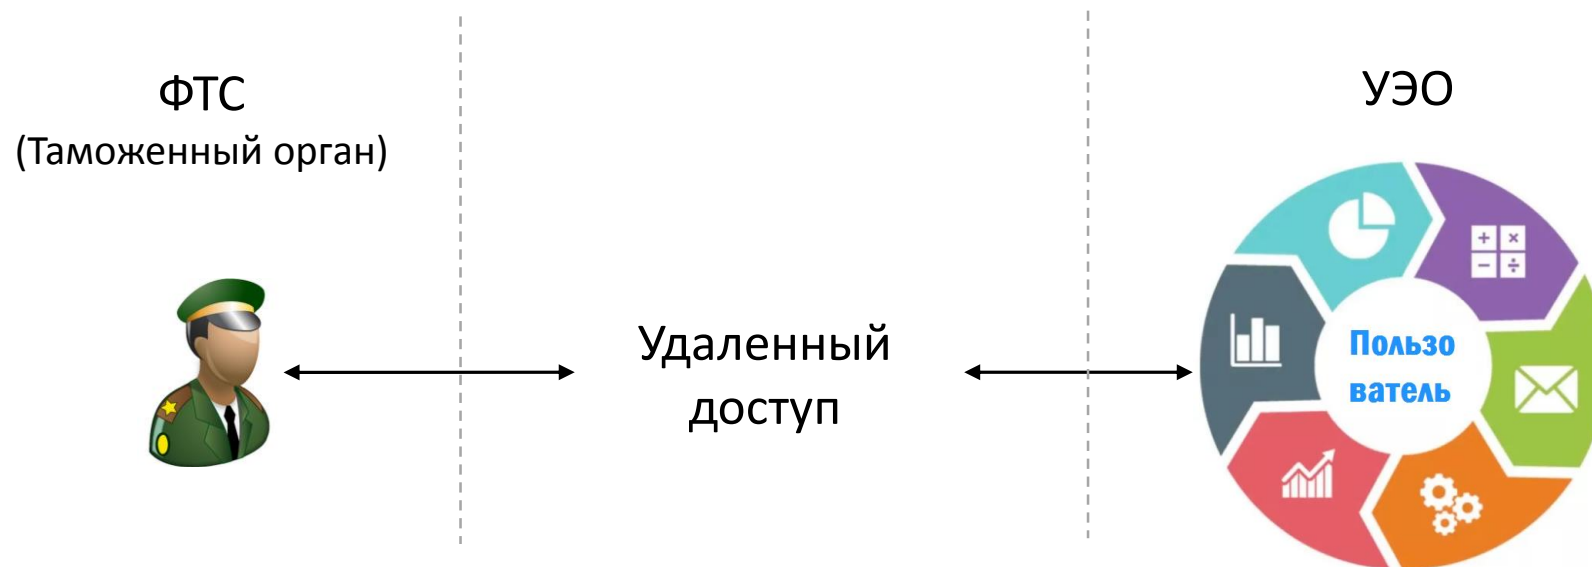 ФТС
(Таможенный орган)
УЭО
Удаленный
доступ
Пользо
ватель